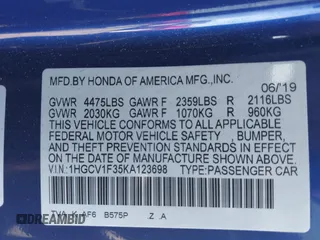 MFD.BY HONDA OF AMERICA MFG.,INC.
06/19
GVWR 4475LBS GAWR F 2359LBS R 2116LBS
GVWR 2030KG GAWR F 1070KG R 960KG
THIS VEHICLE CONFORMS TO ALL APPLICABLE
FEDERAL MOTOR VEHICLE SAFETY, BUMPER,
AND THEFT PREVENTION STANDARDS IN EFFECT
ON THE DATE OF MANUFACTURE SHOWN ABOVE.
V.I.N:1HGCV1F35KA123698 TYPE:PASSENGER CAR
AF6 B575P .Z .A
DREAMBID